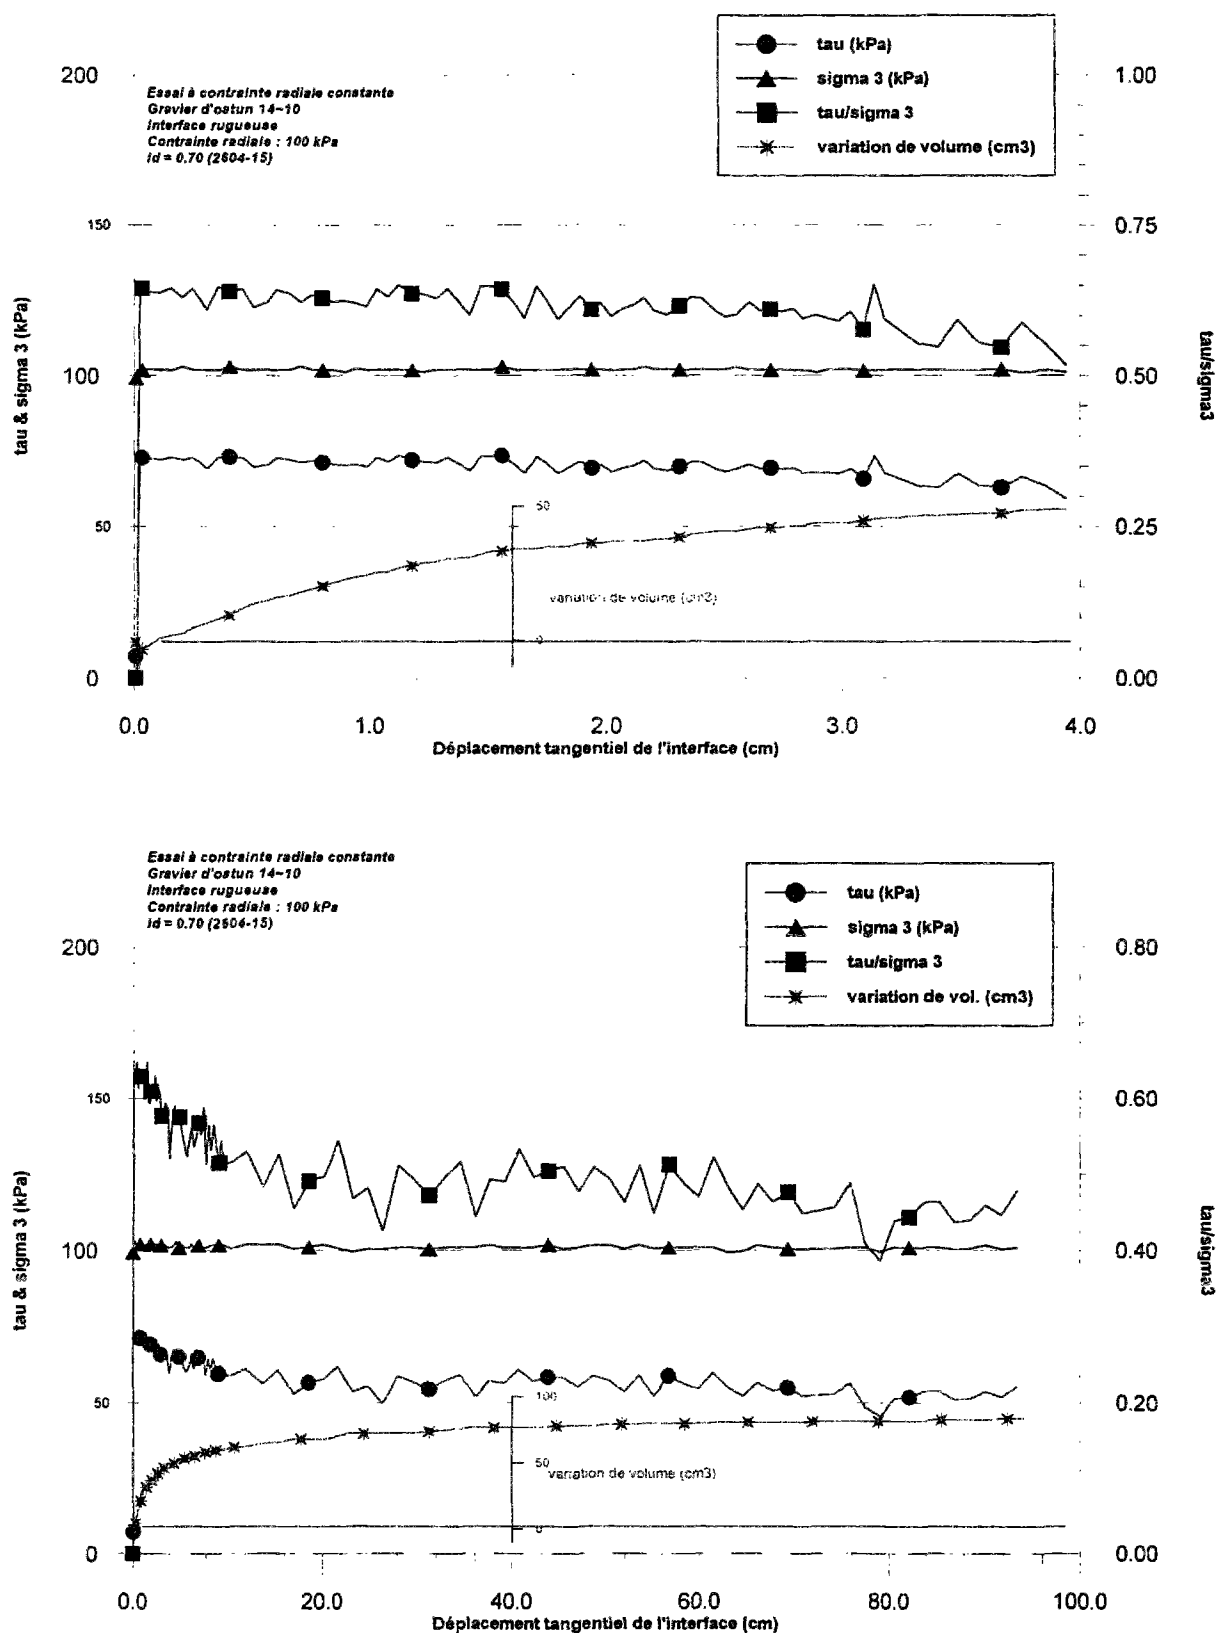 tau (kPa)
sigma 3 (kPa)
tau/sigma 3
variation de volume (cm3)
Essai à contrainte radiale constante
Gravier d'ostun 14~10
Interface rugueuse
Contrainte radiale : 100 kPa
id = 0.70 (2604-15)
200
150
100
50
0
tau & sigma 3 (kPa)
1.00
0.75
0.50
0.25
0.00
tau/sigma3
50
variation de volume (cm3)
0
0.0 1.0 2.0 3.0 4.0
Déplacement tangentiel de l'interface (cm)
Essai à contrainte radiale constante
Gravier d'ostun 14~10
Interface rugueuse
Contrainte radiale : 100 kPa
id = 0.70 (2604-15)
tau (kPa)
sigma 3 (kPa)
tau/sigma 3
variation de vol. (cm3)
200
150
100
50
0
tau & sigma 3 (kPa)
0.80
0.60
0.40
0.20
0.00
tau/sigma3
100
50
variation de volume (cm3)
0
0.0 20.0 40.0 60.0 80.0 100.0
Déplacement tangentiel de l'interface (cm)